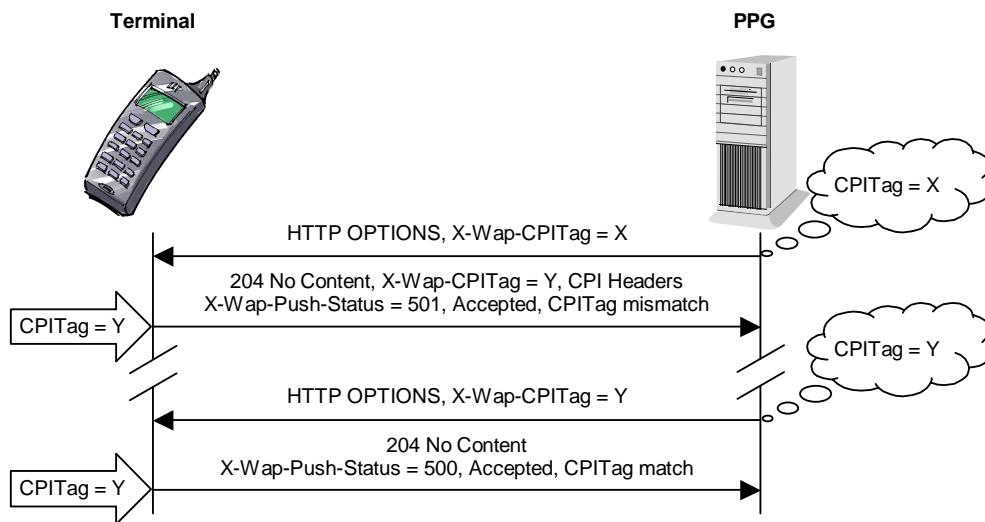 Terminal
PPG
CPITag = X
HTTP OPTIONS, X-Wap-CPITag = X
204 No Content, X-Wap-CPITag = Y, CPI Headers
X-Wap-Push-Status = 501, Accepted, CPITag mismatch
CPITag = Y
CPITag = Y
HTTP OPTIONS, X-Wap-CPITag = Y
204 No Content
X-Wap-Push-Status = 500, Accepted, CPITag match
CPITag = Y